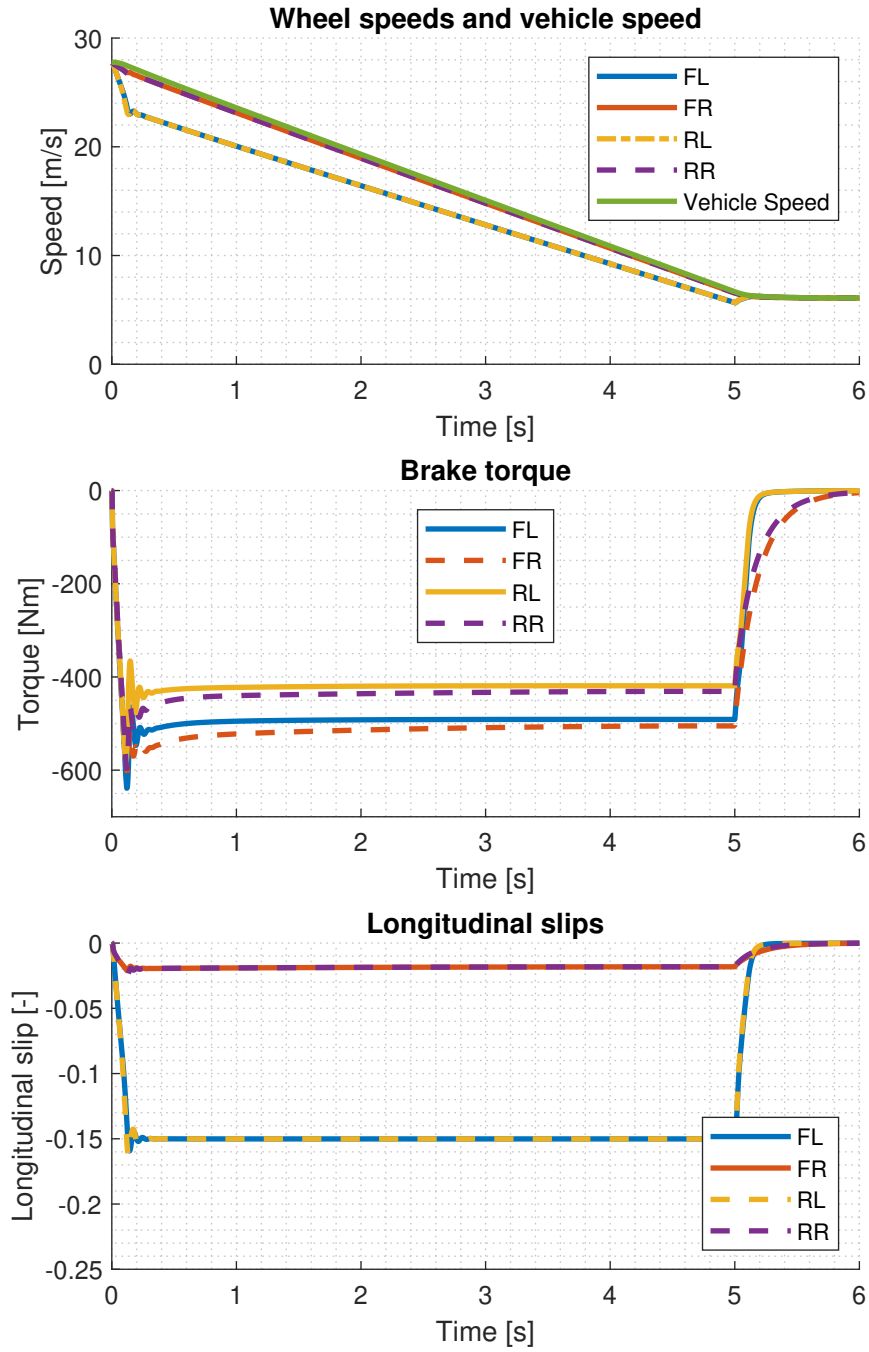 Wheel speeds and vehicle speed
30
20
10
0
Speed [m/s]
FL
FR
RL
RR
Vehicle Speed
0 1 2 3 4 5 6
Time [s]
Brake torque
0
-200
-400
-600
Torque [Nm]
FL
FR
RL
RR
0 1 2 3 4 5 6
Time [s]
Longitudinal slips
0
-0.05
-0.1
-0.15
-0.2
-0.25
Longitudinal slip [-]
FL
FR
RL
RR
0 1 2 3 4 5 6
Time [s]